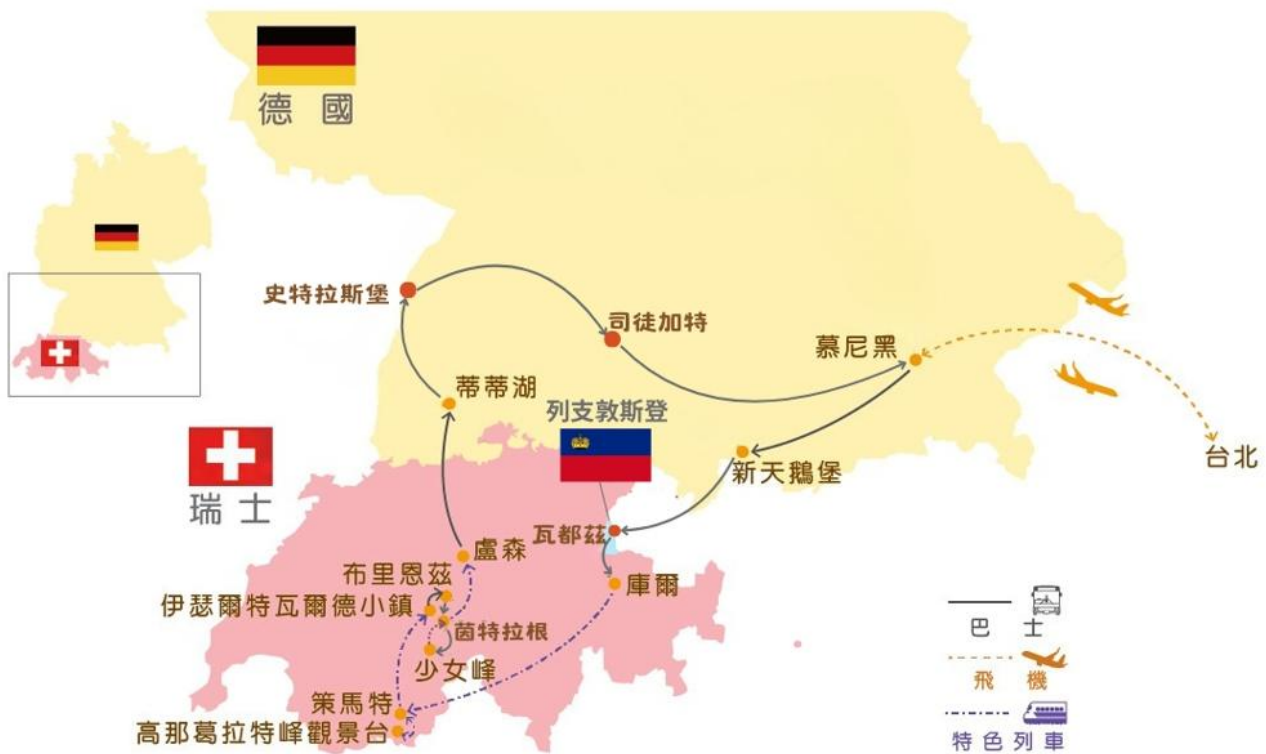 德國
史特拉斯堡
司徒加特
慕尼黑
蒂蒂湖
列支敦斯登
瑞士
新天鵝堡
台北
瓦都茲
盧森
布里恩茲
庫爾
伊瑟爾特瓦爾德小鎮
茵特拉根
少女峰
策馬特
高那葛拉特峰觀景台
巴士
飛機
特色列車